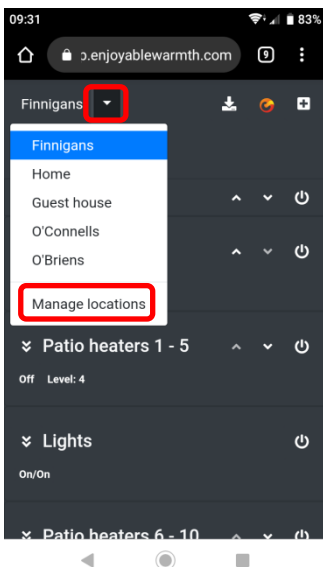 09:31 83%
o.enjoyablewarmth.com 9
Finnigans
Finnigans
Home
Guest house
O'Connells
O'Briens
Manage locations
Patio heaters 1 - 5
Off Level: 4
Lights
On/On
Patio heaters 6 - 10